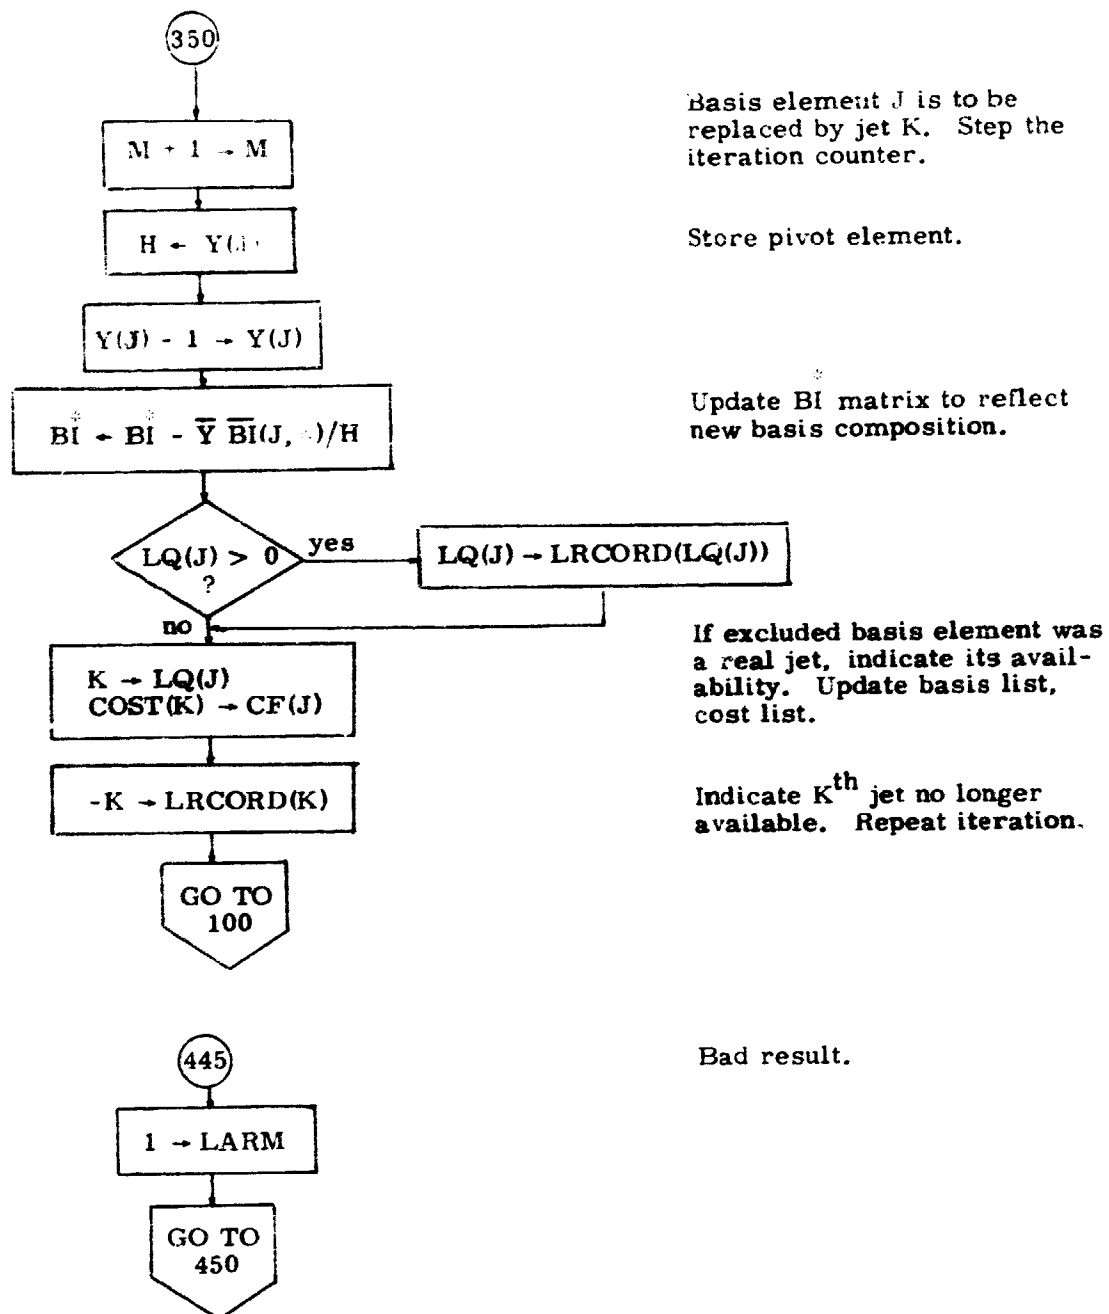 350
Basis element J is to be
replaced by jet K. Step the
iteration counter.
M + 1 → M
H ← Y(J)
Store pivot element.
Y(J) - 1 → Y(J)
BI* ← BI* - Y̅ B̅I̅(J, *)/H
Update BI* matrix to reflect
new basis composition.
LQ(J) > 0
?
yes
LQ(J) → LRCORD(LQ(J))
no
K → LQ(J)
COST(K) → CF(J)
If excluded basis element was
a real jet, indicate its avail-
ability. Update basis list,
cost list.
-K → LRCORD(K)
Indicate Kth jet no longer
available. Repeat iteration.
GO TO
100
445
Bad result.
1 → LARM
GO TO
450